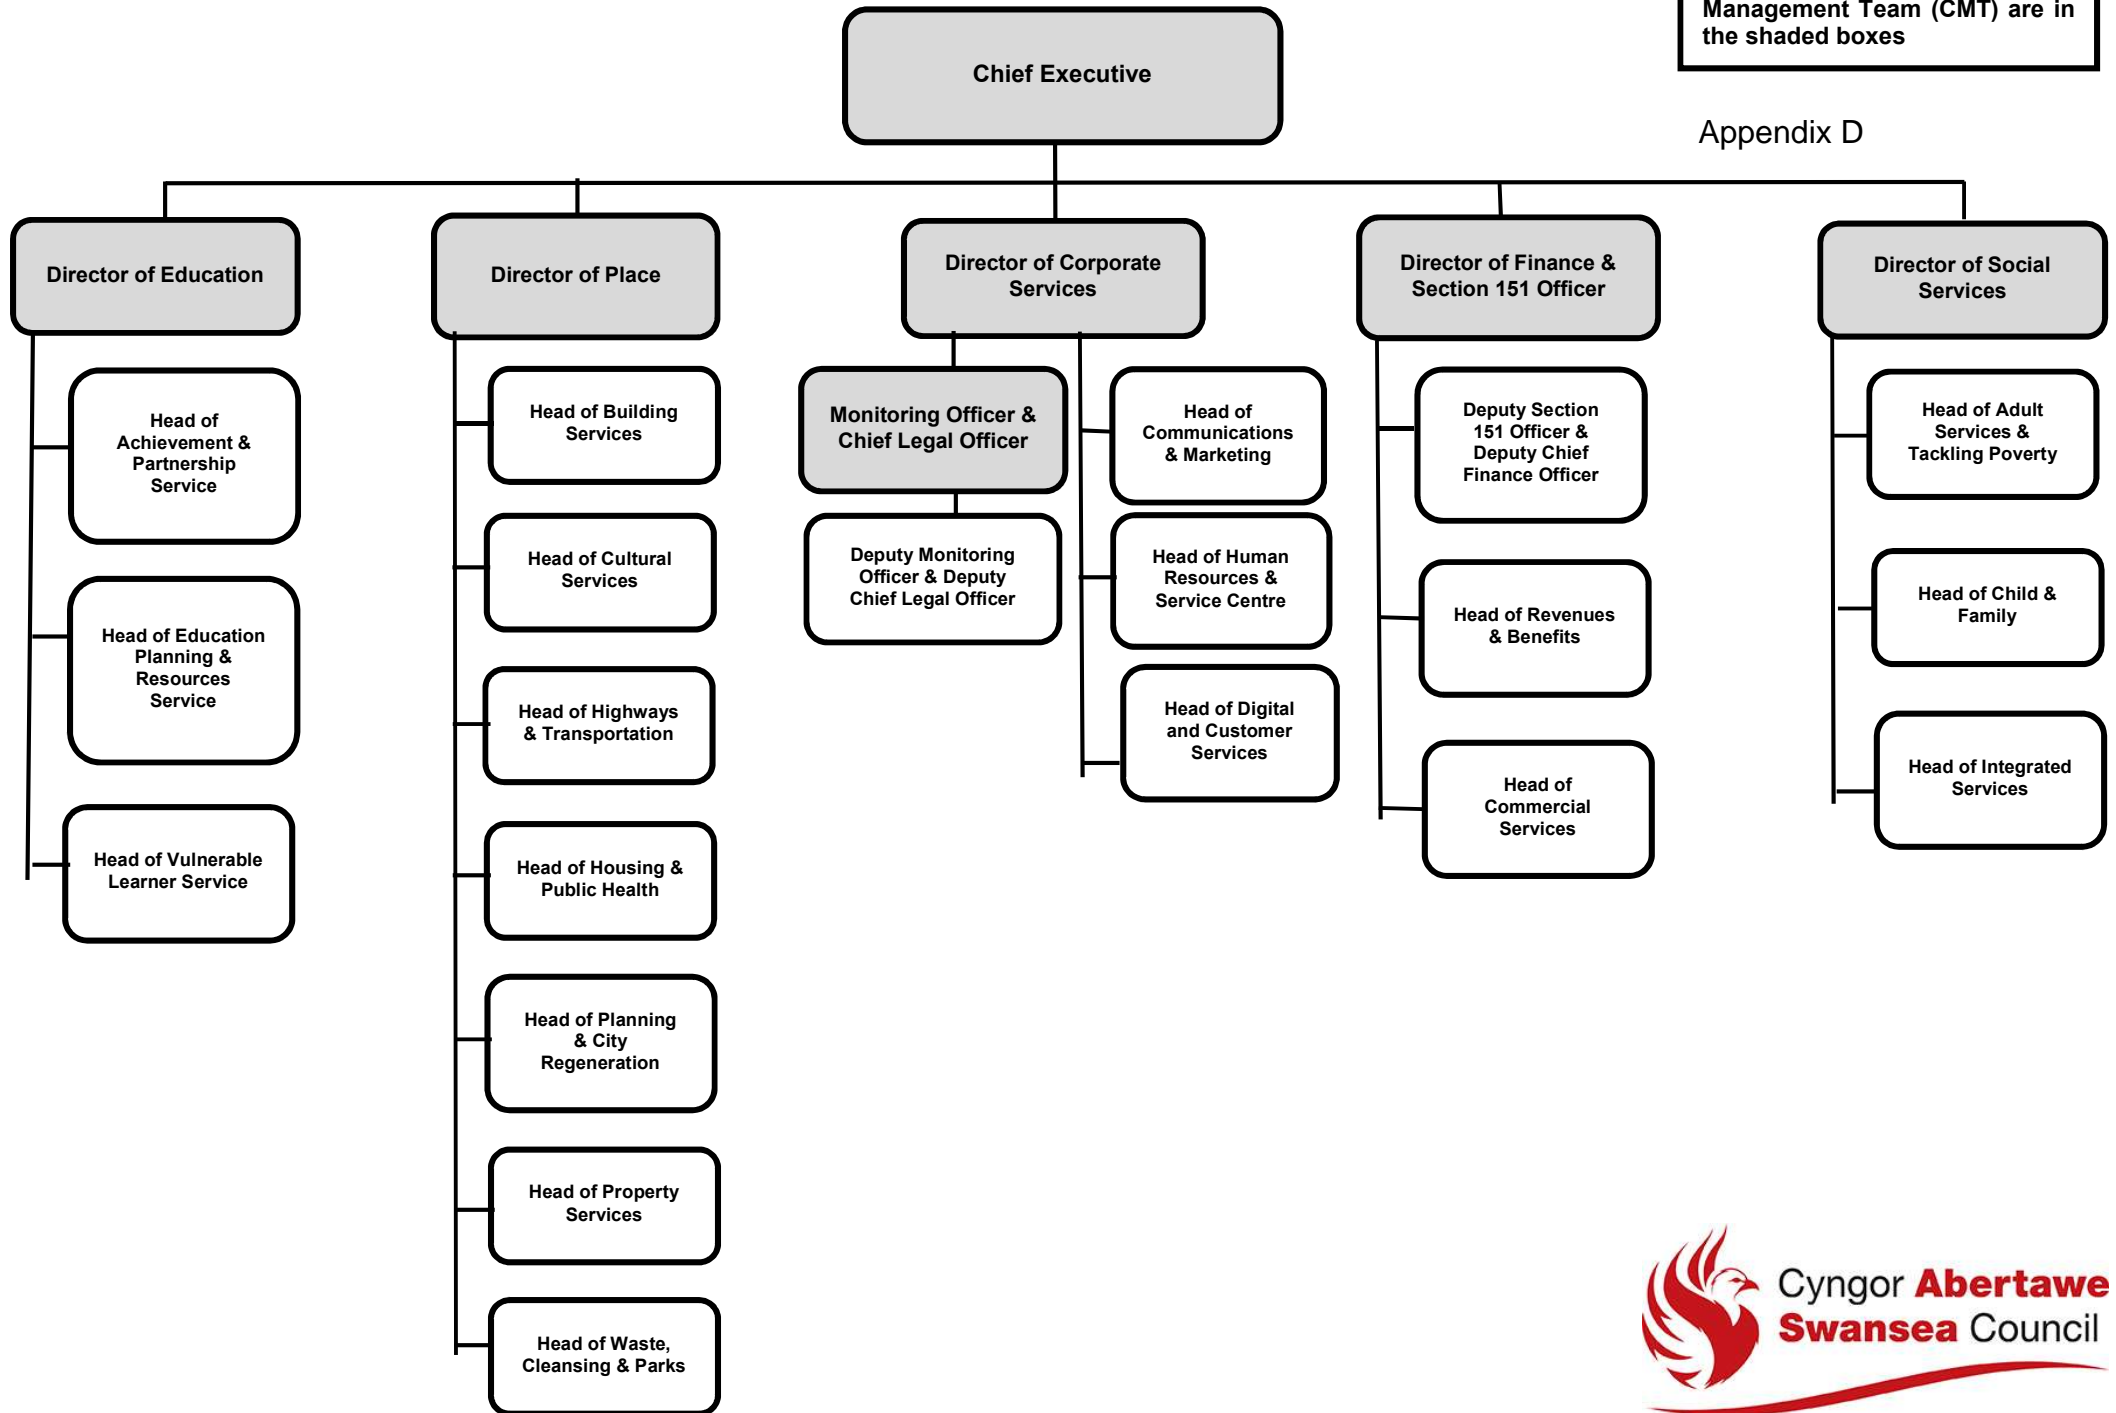 Management Team (CMT) are in
the shaded boxes
Appendix D
Chief Executive
Director of Education
Head of
Achievement &
Partnership
Service
Head of Education
Planning &
Resources
Service
Head of Vulnerable
Learner Service
Director of Place
Head of Building
Services
Head of Cultural
Services
Head of Highways
& Transportation
Head of Housing &
Public Health
Head of Planning
& City
Regeneration
Head of Property
Services
Head of Waste,
Cleansing & Parks
Director of Corporate
Services
Monitoring Officer &
Chief Legal Officer
Deputy Monitoring
Officer & Deputy
Chief Legal Officer
Head of
Communications
& Marketing
Head of Human
Resources &
Service Centre
Head of Digital
and Customer
Services
Director of Finance &
Section 151 Officer
Deputy Section
151 Officer &
Deputy Chief
Finance Officer
Head of Revenues
& Benefits
Head of
Commercial
Services
Director of Social
Services
Head of Adult
Services &
Tackling Poverty
Head of Child &
Family
Head of Integrated
Services
Cyngor Abertawe
Swansea Council